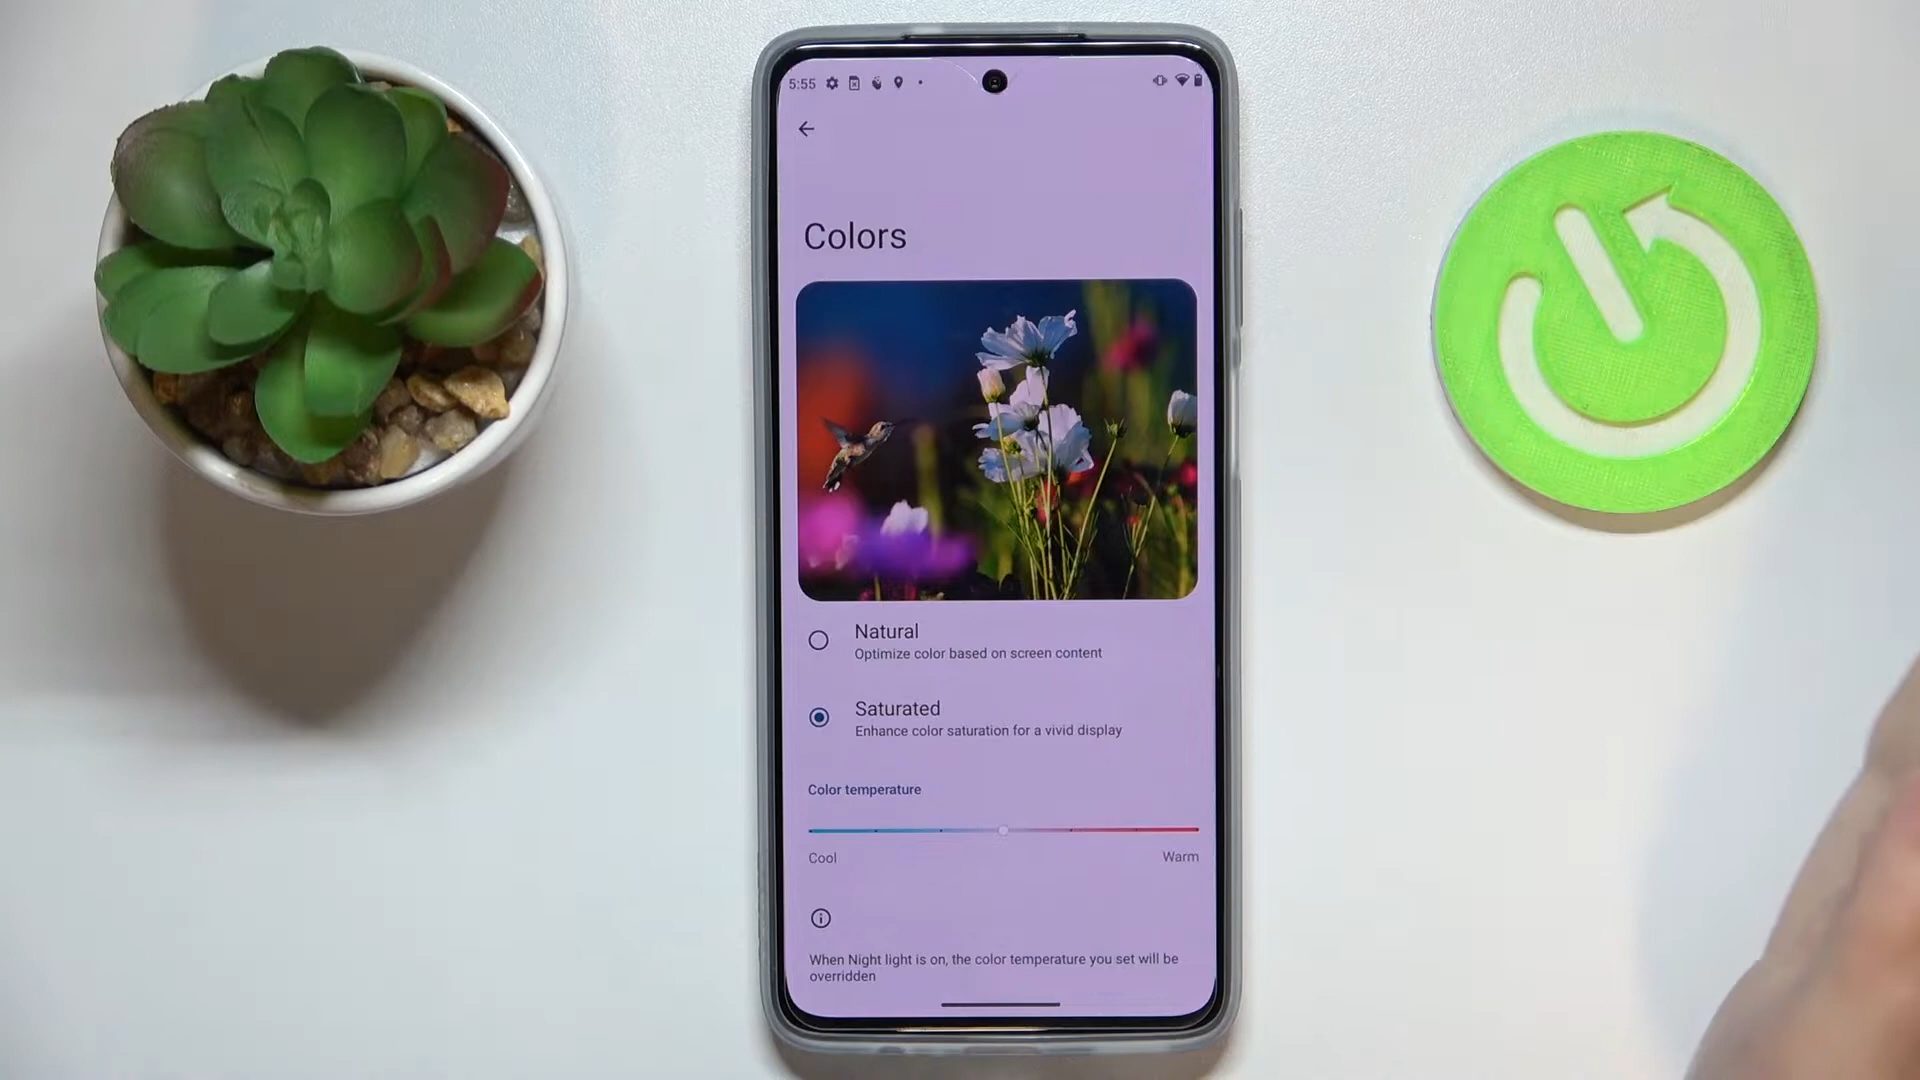 5:55
Colors
Natural
Optimize color based on screen content
Saturated
Enhance color saturation for a vivid display
Color temperature
Cool
Warm
When Night light is on, the color temperature you set will be
overridden